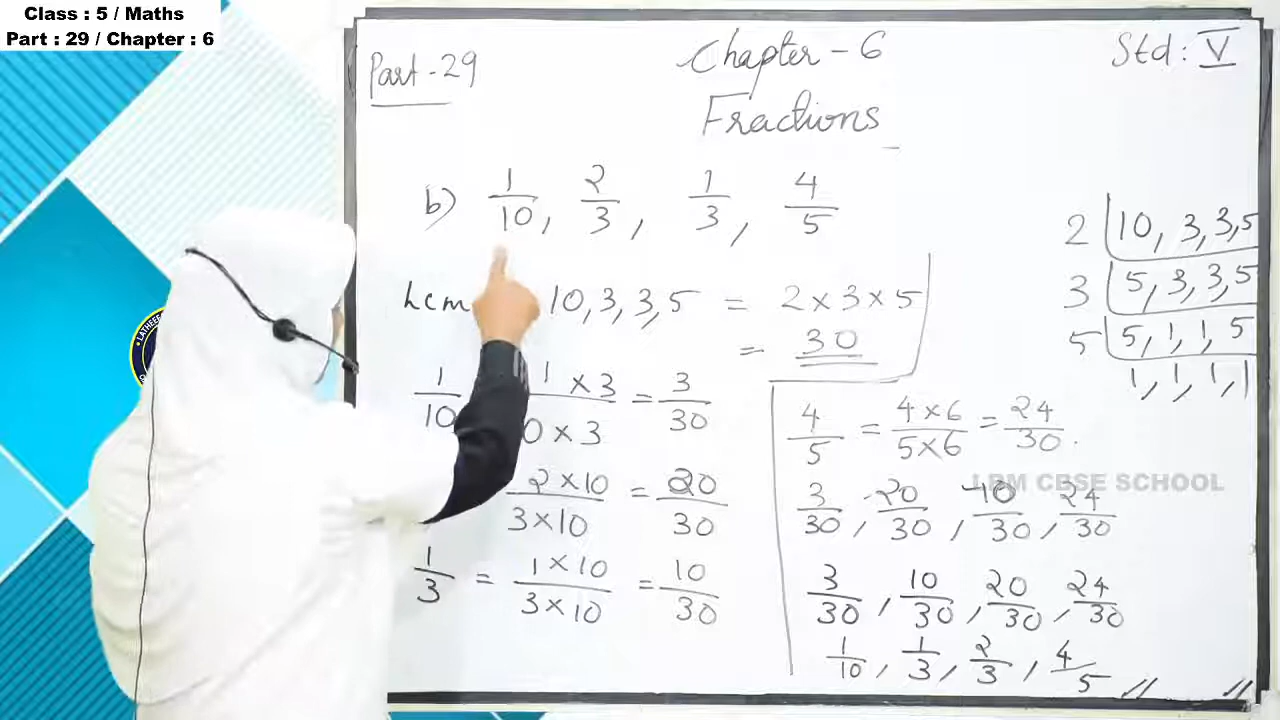 Class : 5 / Maths
Part : 29 / Chapter : 6
Part - 29
Chapter - 6
Std : V
Fractions
b) 1/10, 2/3, 1/3, 4/5
2 | 10, 3, 3, 5
3 | 5, 3, 3, 5
5 | 5, 1, 1, 5
1, 1, 1, 1
Lcm 10, 3, 3, 5 = 2 x 3 x 5
= 30
1/10 1 x 3 / 0 x 3 = 3/30
2 x 10 / 3 x 10 = 20/30
1/3 = 1 x 10 / 3 x 10 = 10/30
4/5 = 4 x 6 / 5 x 6 = 24/30.
LBM CBSE SCHOOL
3/30, 20/30, 10/30, 24/30
3/30, 10/30, 20/30, 24/30
1/10, 1/3, 2/3, 4/5 //
//